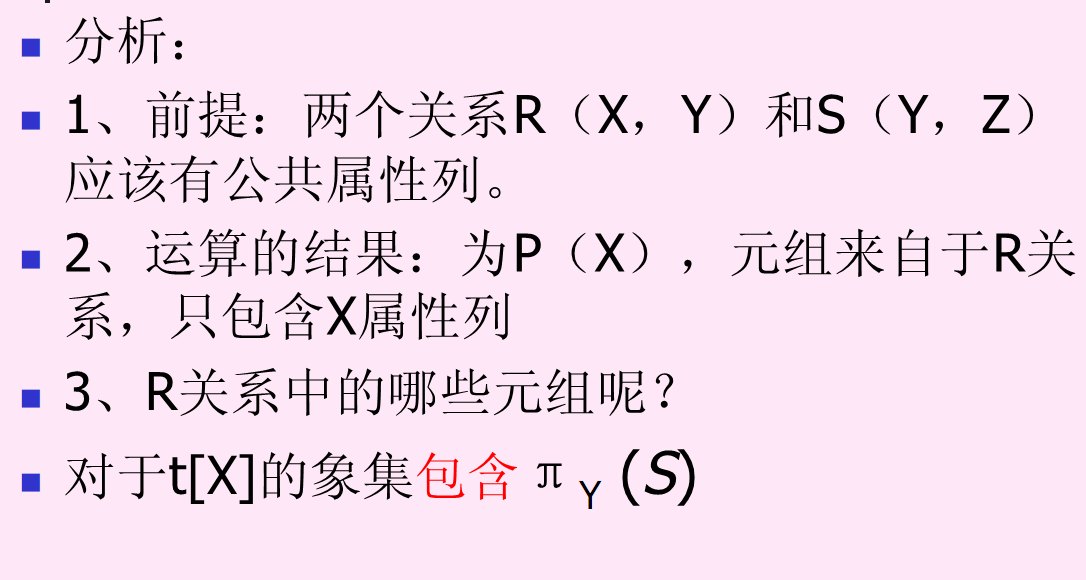 分析：
1、前提：两个关系R（X，Y）和S（Y，Z）
应该有公共属性列。
2、运算的结果：为P（X），元组来自于R关
系，只包含X属性列
3、R关系中的哪些元组呢？
对于t[X]的象集包含 π Y (S)